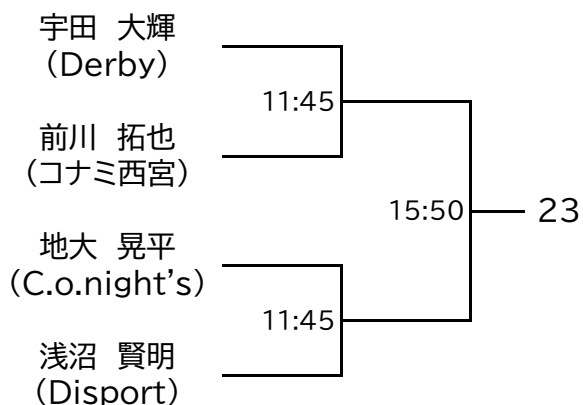 宇田 大輝
(Derby)
11:45
前川 拓也
(コナミ西宮)
15:50
23
地大 晃平
(C.o.night's)
11:45
浅沼 賢明
(Disport)